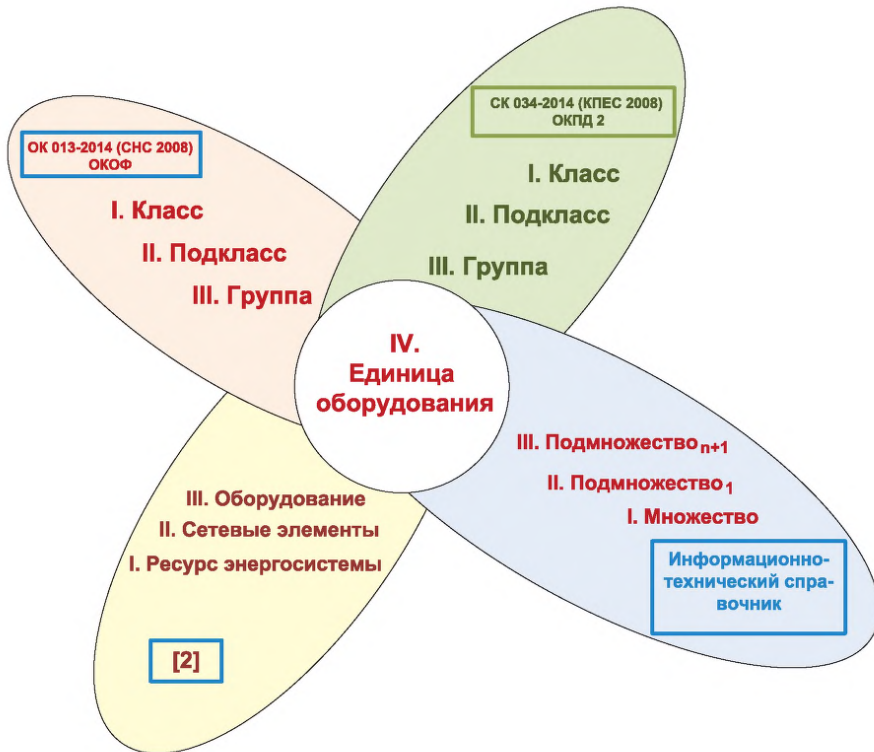 СК 034-2014 (КПЕС 2008)
ОКПД 2
I. Класс
II. Подкласс
III. Группа
ОК 013-2014 (СНС 2008)
ОКОФ
I. Класс
II. Подкласс
III. Группа
IV.
Единица
оборудования
III. Подмножество n+1
II. Подмножество 1
I. Множество
Информационно-
технический спра-
вочник
III. Оборудование
II. Сетевые элементы
I. Ресурс энергосистемы
[2]